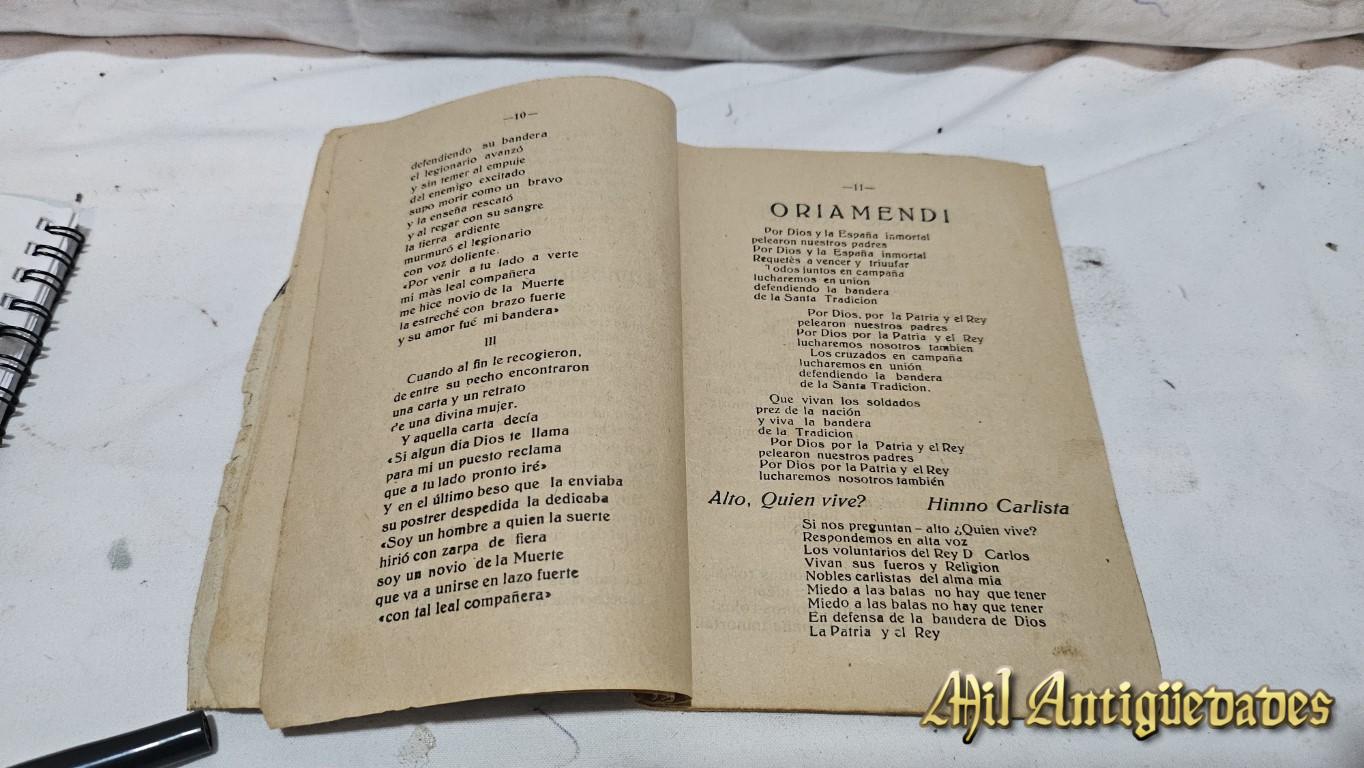 —10—
defendiendo su bandera
el legionario avanzó
y sin temer al empuje
del enemigo excitado
supo morir como un bravo
y la enseña rescató
y al regar con su sangre
la tierra ardiente
murmuró el legionario
con voz doliente.
«Por venir a tu lado a verte
mi màs leal compañera
me hice novio de la Muerte
la estreché con brazo fuerte
y su amor fué mi bandera»
III
Cuando al fin le recogieron,
de entre su pecho encontraron
una carta y un retrato
de una divina mujer.
Y aquella carta decía
«Si algun día Dios te llama
para mi un puesto reclama
que a tu lado pronto iré»
y en el último beso que la enviaba
su postrer despedida la dedicaba
«Soy un hombre a quien la suerte
hirió con zarpa de fiera
soy un novio de la Muerte
que va a unirse en lazo fuerte
«con tal leal compañera»
—11—
ORIAMENDI
Por Dios y la España inmortal
pelearon nuestros padres
Por Dios y la España inmortal
Requetès a vencer y triuufar
Todos juntos en campaña
lucharemos en union
defendiendo la bandera
de la Santa Tradicion
Por Dios, por la Patria y el Rey
pelearon nuestros padres
Por Dios por la Patria y el Rey
lucharemos nosotros tambien
Los cruzados en campaña
lucharemos en unión
defendiendo la bandera
de la Santa Tradicion.
Que vivan los soldados
prez de la nación
y viva la bandera
de la Tradicion
Por Dios por la Patria y el Rey
pelearon nuestros padres
Por Dios por la Patria y el Rey
lucharemos nosotros también
Alto, Quien vive? Himno Carlista
Si nos preguntan – alto ¿Quien vive?
Respondemos en alta voz
Los voluntarios del Rey D Carlos
Vivan sus fueros y Religion
Nobles carlistas del alma mia
Miedo a las balas no hay que tener
Miedo a las balas no hay que tener
En defensa de la bandera de Dios
La Patria y el Rey
Mil Antigüedades